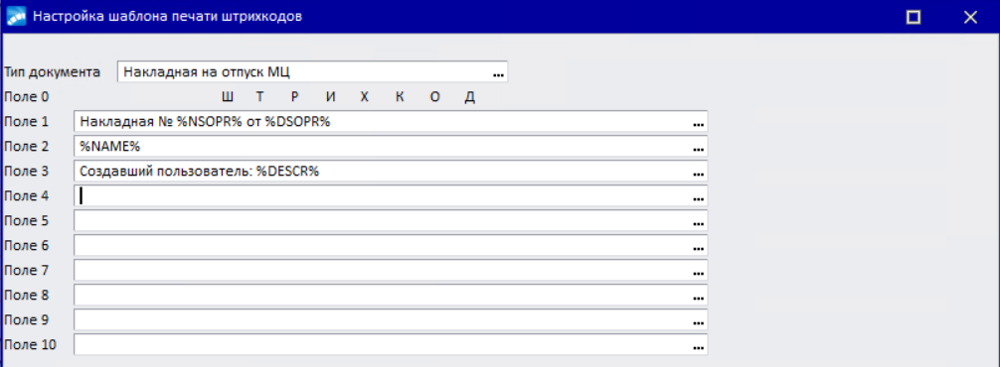 Настройка шаблона печати штрихкодов
Тип документа Накладная на отпуск МЦ ...
Поле 0 Ш Т Р И Х К О Д
Поле 1 Накладная № %NSOPR% от %DSOPR% ...
Поле 2 %NAME% ...
Поле 3 Создавший пользователь: %DESCR% ...
Поле 4 ...
Поле 5 ...
Поле 6 ...
Поле 7 ...
Поле 8 ...
Поле 9 ...
Поле 10 ...